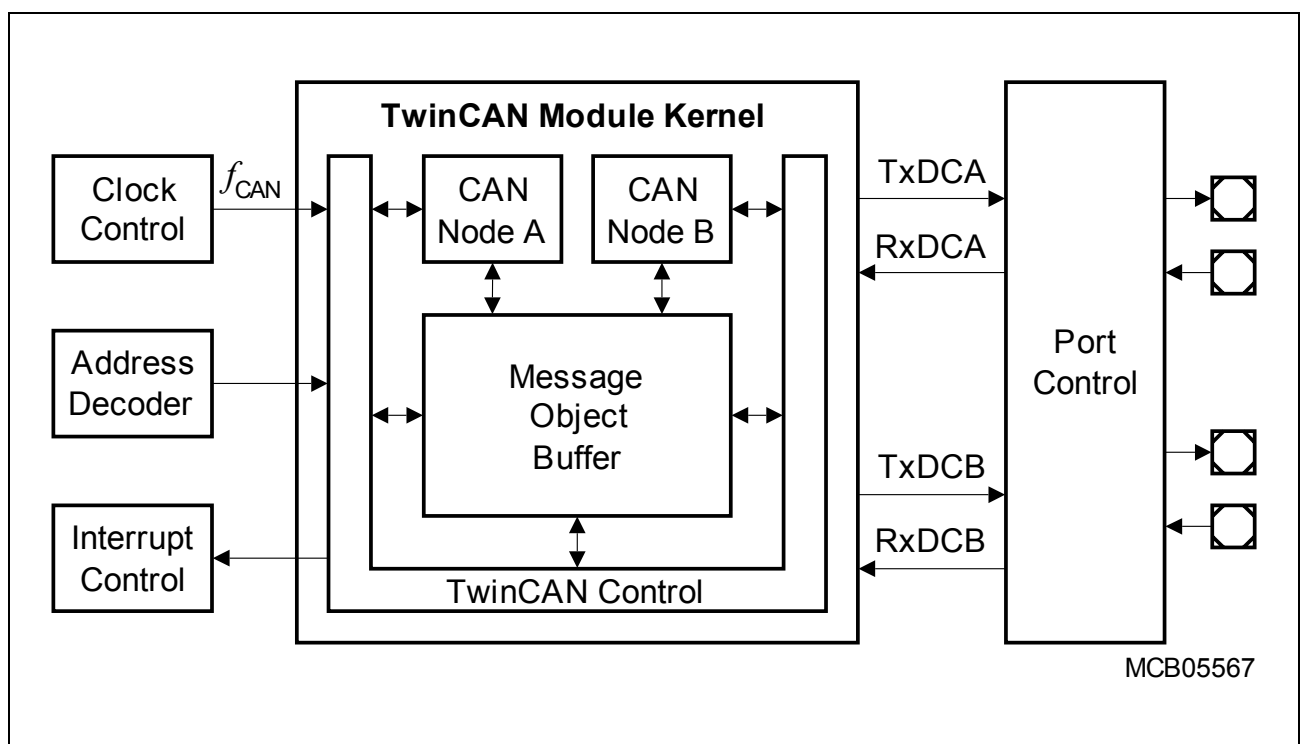 TwinCAN Module Kernel
Clock
Control
fCAN
CAN
Node A
CAN
Node B
TxDCA
RxDCA
Address
Decoder
Message
Object
Buffer
Port
Control
Interrupt
Control
TxDCB
RxDCB
TwinCAN Control
MCB05567